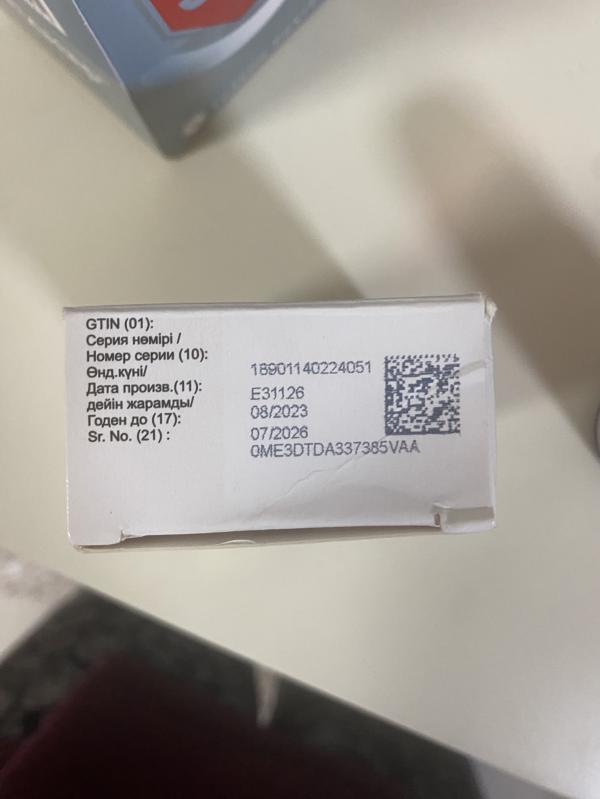 GTIN (01):
Серия нөмірі /
Номер серии (10):
Өнд.күні/
Дата произв.(11):
дейін жарамды/
Годен до (17):
Sr. No. (21) :
18901140224051
E31126
08/2023
07/2026
0ME3DTDA337385VAA